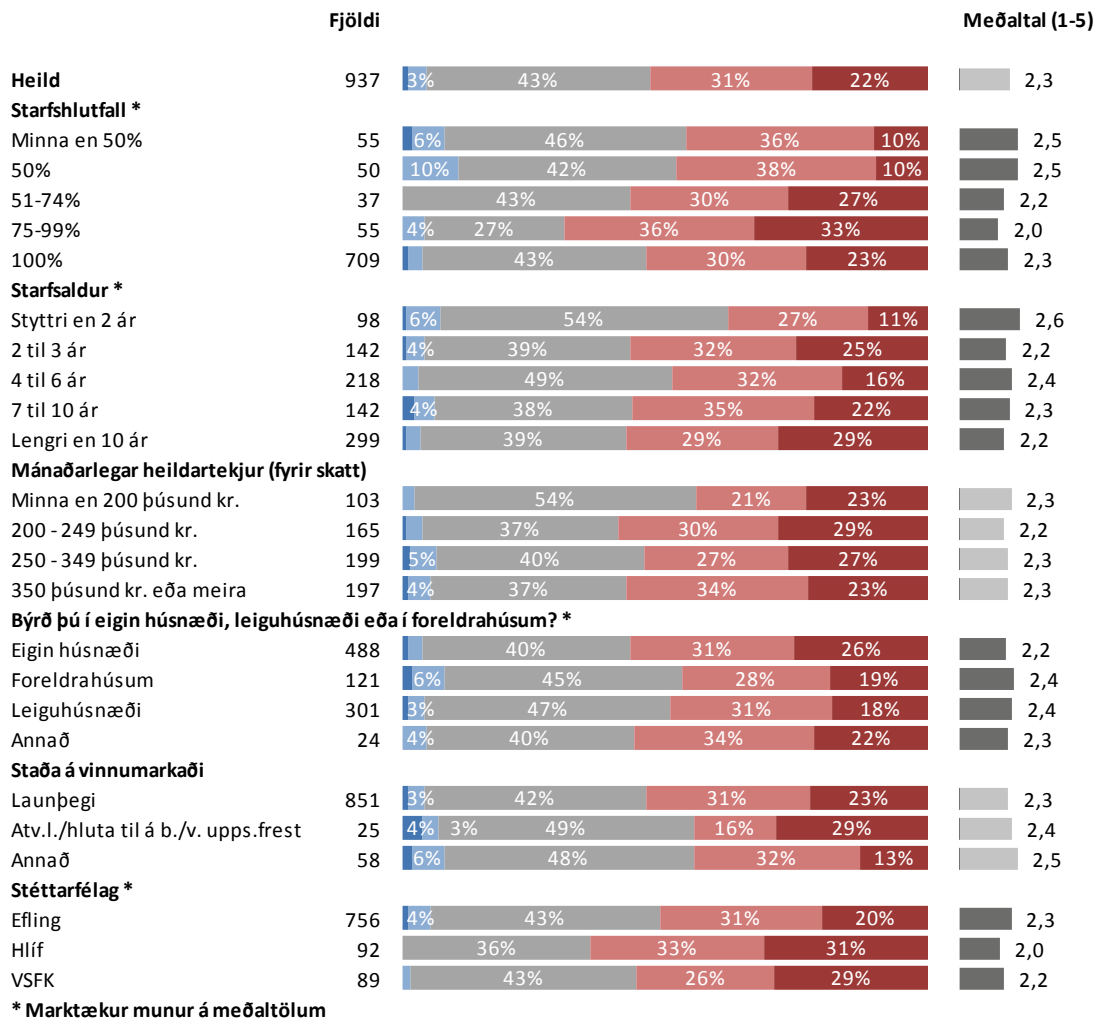 Fjöldi Meðaltal (1-5)
Heild 937 3% 43% 31% 22% 2,3
Starfshlutfall *
Minna en 50% 55 6% 46% 36% 10% 2,5
50% 50 10% 42% 38% 10% 2,5
51-74% 37 43% 30% 27% 2,2
75-99% 55 4% 27% 36% 33% 2,0
100% 709 43% 30% 23% 2,3
Starfsaldur *
Styttri en 2 ár 98 6% 54% 27% 11% 2,6
2 til 3 ár 142 4% 39% 32% 25% 2,2
4 til 6 ár 218 49% 32% 16% 2,4
7 til 10 ár 142 4% 38% 35% 22% 2,3
Lengri en 10 ár 299 39% 29% 29% 2,2
Mánaðarlegar heildartekjur (fyrir skatt)
Minna en 200 þúsund kr. 103 54% 21% 23% 2,3
200 - 249 þúsund kr. 165 37% 30% 29% 2,2
250 - 349 þúsund kr. 199 5% 40% 27% 27% 2,3
350 þúsund kr. eða meira 197 4% 37% 34% 23% 2,3
Býrð þú í eigin húsnæði, leiguhúsnæði eða í foreldrahúsum? *
Eigin húsnæði 488 40% 31% 26% 2,2
Foreldrahúsum 121 6% 45% 28% 19% 2,4
Leiguhúsnæði 301 3% 47% 31% 18% 2,4
Annað 24 4% 40% 34% 22% 2,3
Staða á vinnumarkaði
Launþegi 851 3% 42% 31% 23% 2,3
Atv.l./hluta til á b./v. upps.frest 25 4% 3% 49% 16% 29% 2,4
Annað 58 6% 48% 32% 13% 2,5
Stéttarfélag *
Efling 756 4% 43% 31% 20% 2,3
Hlíf 92 36% 33% 31% 2,0
VSFK 89 43% 26% 29% 2,2
* Marktækur munur á meðaltölum